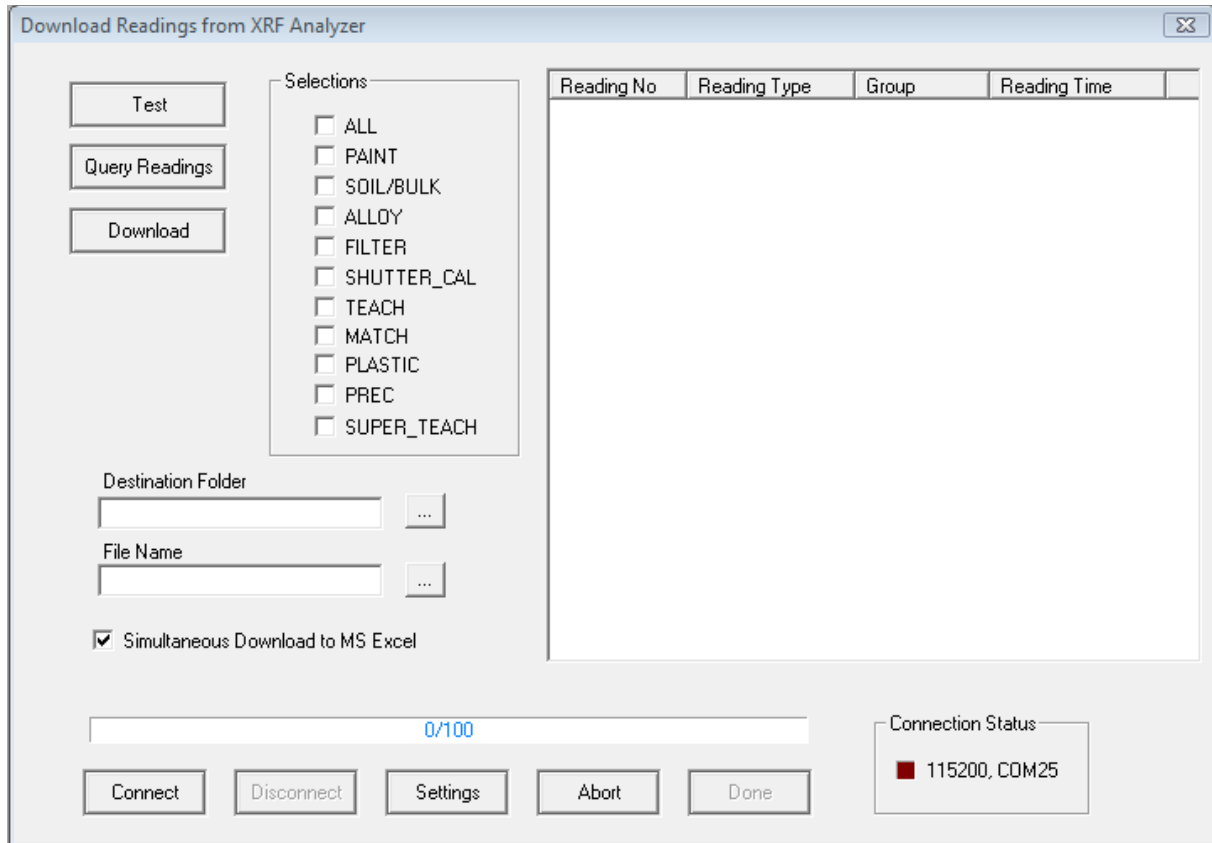 Download Readings from XRF Analyzer
Test
Query Readings
Download
Selections
ALL
PAINT
SOIL/BULK
ALLOY
FILTER
SHUTTER_CAL
TEACH
MATCH
PLASTIC
PREC
SUPER_TEACH
Reading No Reading Type Group Reading Time
Destination Folder
...
File Name
...
Simultaneous Download to MS Excel
0/100
Connect Disconnect Settings Abort Done
Connection Status
115200, COM25